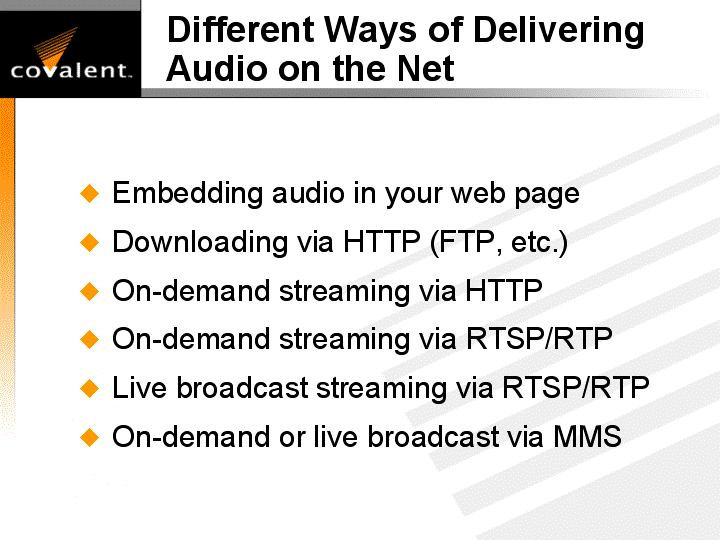 covalent™
Different Ways of Delivering
Audio on the Net
Embedding audio in your web page
Downloading via HTTP (FTP, etc.)
On-demand streaming via HTTP
On-demand streaming via RTSP/RTP
Live broadcast streaming via RTSP/RTP
On-demand or live broadcast via MMS